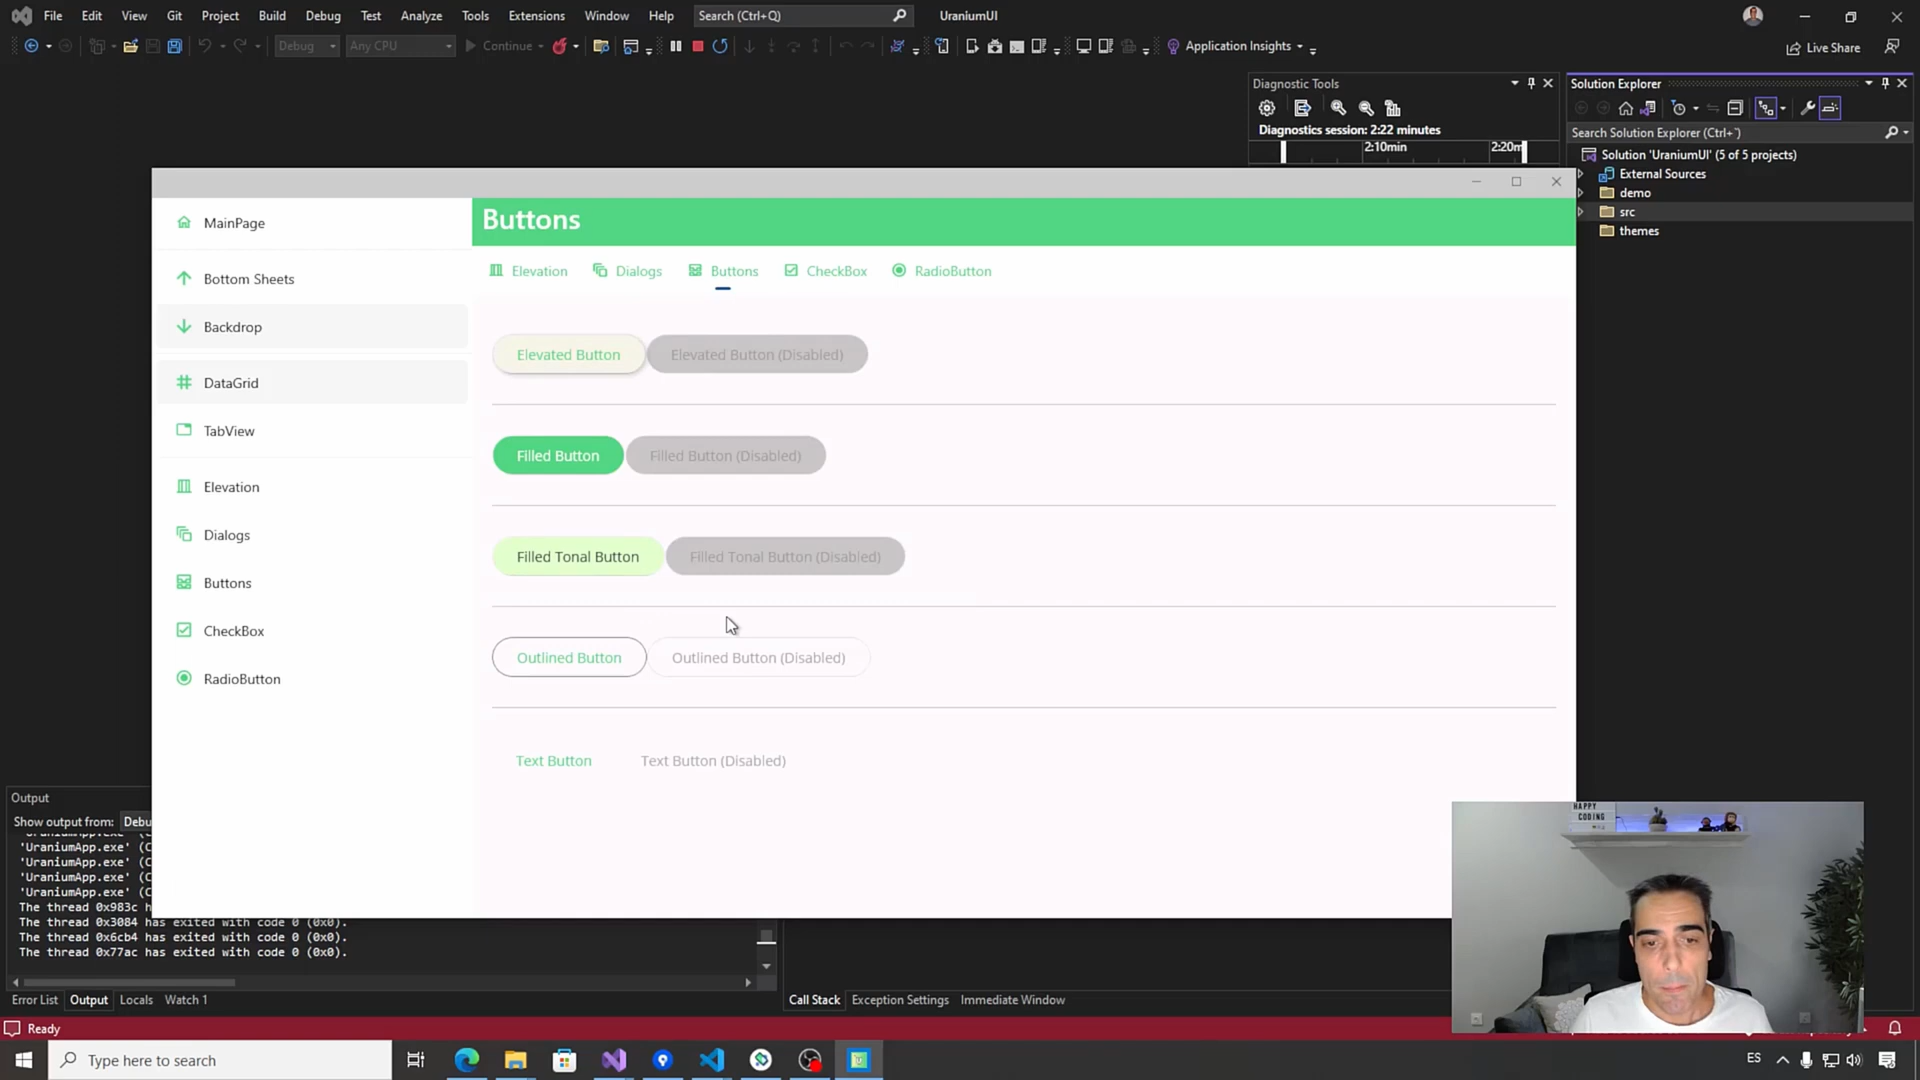 File Edit View Git Project Build Debug Test Analyze Tools Extensions Window Help Search (Ctrl+Q) UraniumUI
Debug Any CPU Continue Application Insights Live Share
Diagnostic Tools
Diagnostics session: 2:22 minutes
2:10min 2:20m
Solution Explorer
Search Solution Explorer (Ctrl+`)
Solution 'UraniumUI' (5 of 5 projects)
External Sources
demo
src
themes
MainPage
Bottom Sheets
Backdrop
DataGrid
TabView
Elevation
Dialogs
Buttons
CheckBox
RadioButton
Buttons
Elevation Dialogs Buttons CheckBox RadioButton
Elevated Button Elevated Button (Disabled)
Filled Button Filled Button (Disabled)
Filled Tonal Button Filled Tonal Button (Disabled)
Outlined Button Outlined Button (Disabled)
Text Button Text Button (Disabled)
Output
Show output from: Debu
'UraniumApp.exe' (C
'UraniumApp.exe' (C
'UraniumApp.exe' (C
'UraniumApp.exe' (C
'UraniumApp.exe' (C
The thread 0x983c h
The thread 0x3084 has exited with code 0 (0x0).
The thread 0x6cb4 has exited with code 0 (0x0).
The thread 0x77ac has exited with code 0 (0x0).
Error List Output Locals Watch 1
Call Stack Exception Settings Immediate Window
HAPPY
CODING
Ready
Type here to search
ES